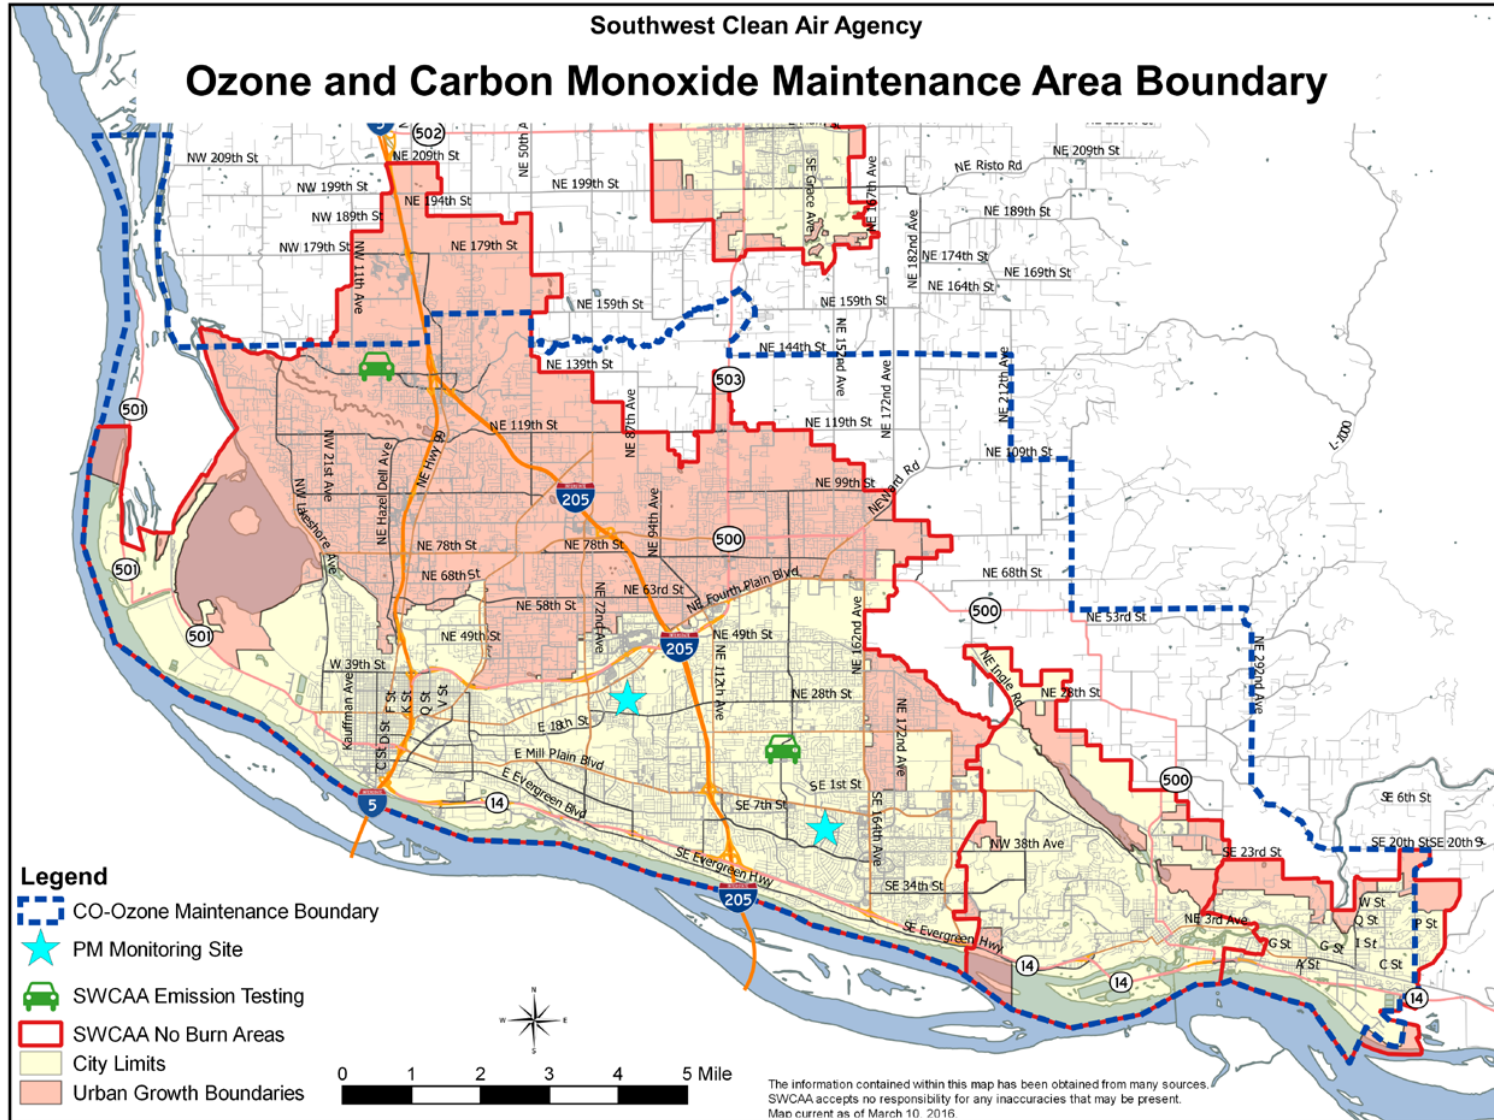 Southwest Clean Air Agency
Ozone and Carbon Monoxide Maintenance Area Boundary
502
NW 209th St
NE 209th St
NE 50th A
NE 209th St
NE Risto Rd
NW 199th St
NE 199th St
NE 194th St
SE Grace Ave
NE 167th Ave
NW 189th St
NE 189th St
NW 179th St
NE 179th St
NE 182nd Ave
NE 174th St
NE 169th St
NW 11th Ave
NE 164th St
NE 159th St
NE 159th St
NE 144th St
NE 152nd Ave
NE 139th St
503
NE 172nd Ave
NE 212th Ave
501
NE 87th Ave
NE 119th St
NE 119th St
L-1000
NE 109th St
NW 21st Ave
NE Hazel Dell Ave
NE Hwy 99
NE 99th St
NE Ward Rd
205
NW Lakeshore Ave
NE 94th Ave
NE 78th St
NE 78th St
500
501
NE 68th St
NE 63rd St
NE Fourth Plain Blvd
NE 68th St
NE 58th St
NE 72nd Ave
500
NE 53rd St
501
NE 49th St
205
NE 49th St
NE 162nd Ave
NE 292nd Ave
W 39th St
NE 112th Ave
NE Ingle Rd
Kauffman Ave
F St
K St
Q St
V St
NE 28th St
NE 28th St
NE 172nd Ave
E 18th St
C St
D St
E Mill Plain Blvd
E Evergreen Blvd
SE 1st St
500
SE 6th St
5
14
SE 7th St
SE 164th Ave
NW 38th Ave
SE 20th St
SE 20th S
SE 23rd St
SE Evergreen Hwy
SE 34th St
205
W St
Q St
P St
NE 3rd Ave
SE Evergreen Hwy
G St
G St
I St
A St
C St
14
14
14
Legend
CO-Ozone Maintenance Boundary
PM Monitoring Site
SWCAA Emission Testing
SWCAA No Burn Areas
City Limits
Urban Growth Boundaries
N
W
E
S
0 1 2 3 4 5 Mile
The information contained within this map has been obtained from many sources.
SWCAA accepts no responsibility for any inaccuracies that may be present.
Map current as of March 10, 2016.